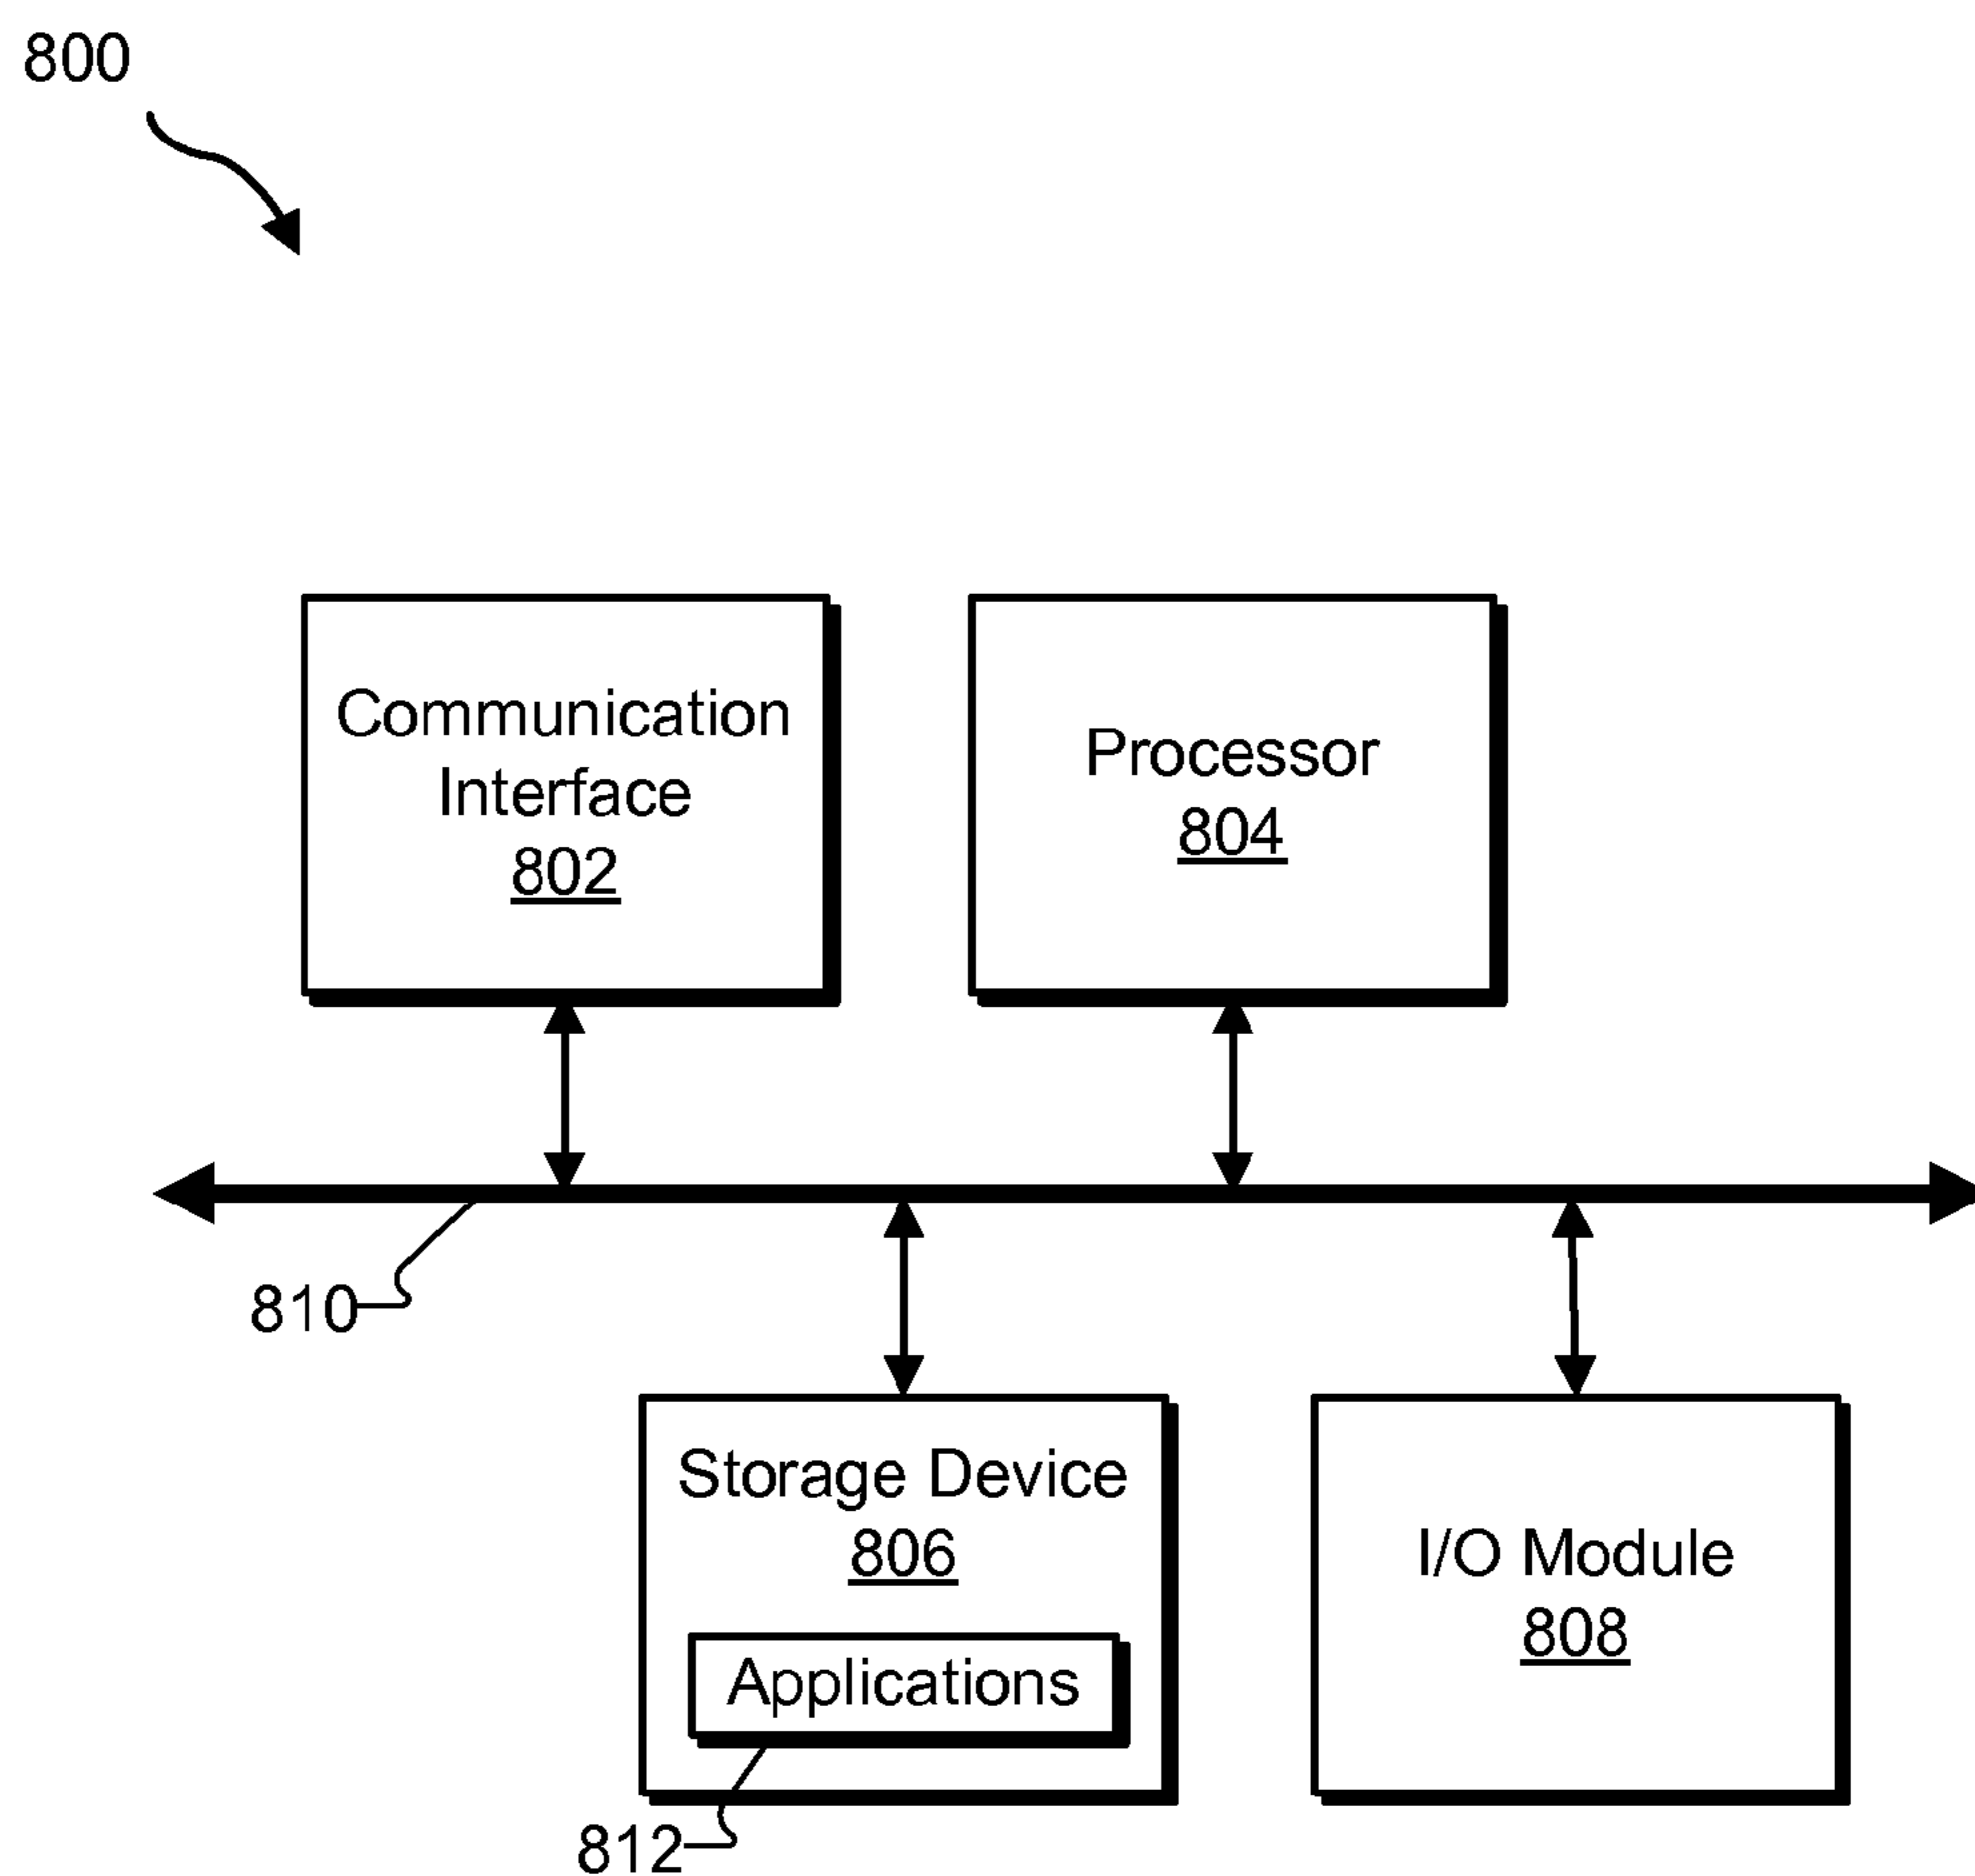 800
Communication
Interface
802
Processor
804
810
Storage Device
806
Applications
812
I/O Module
808